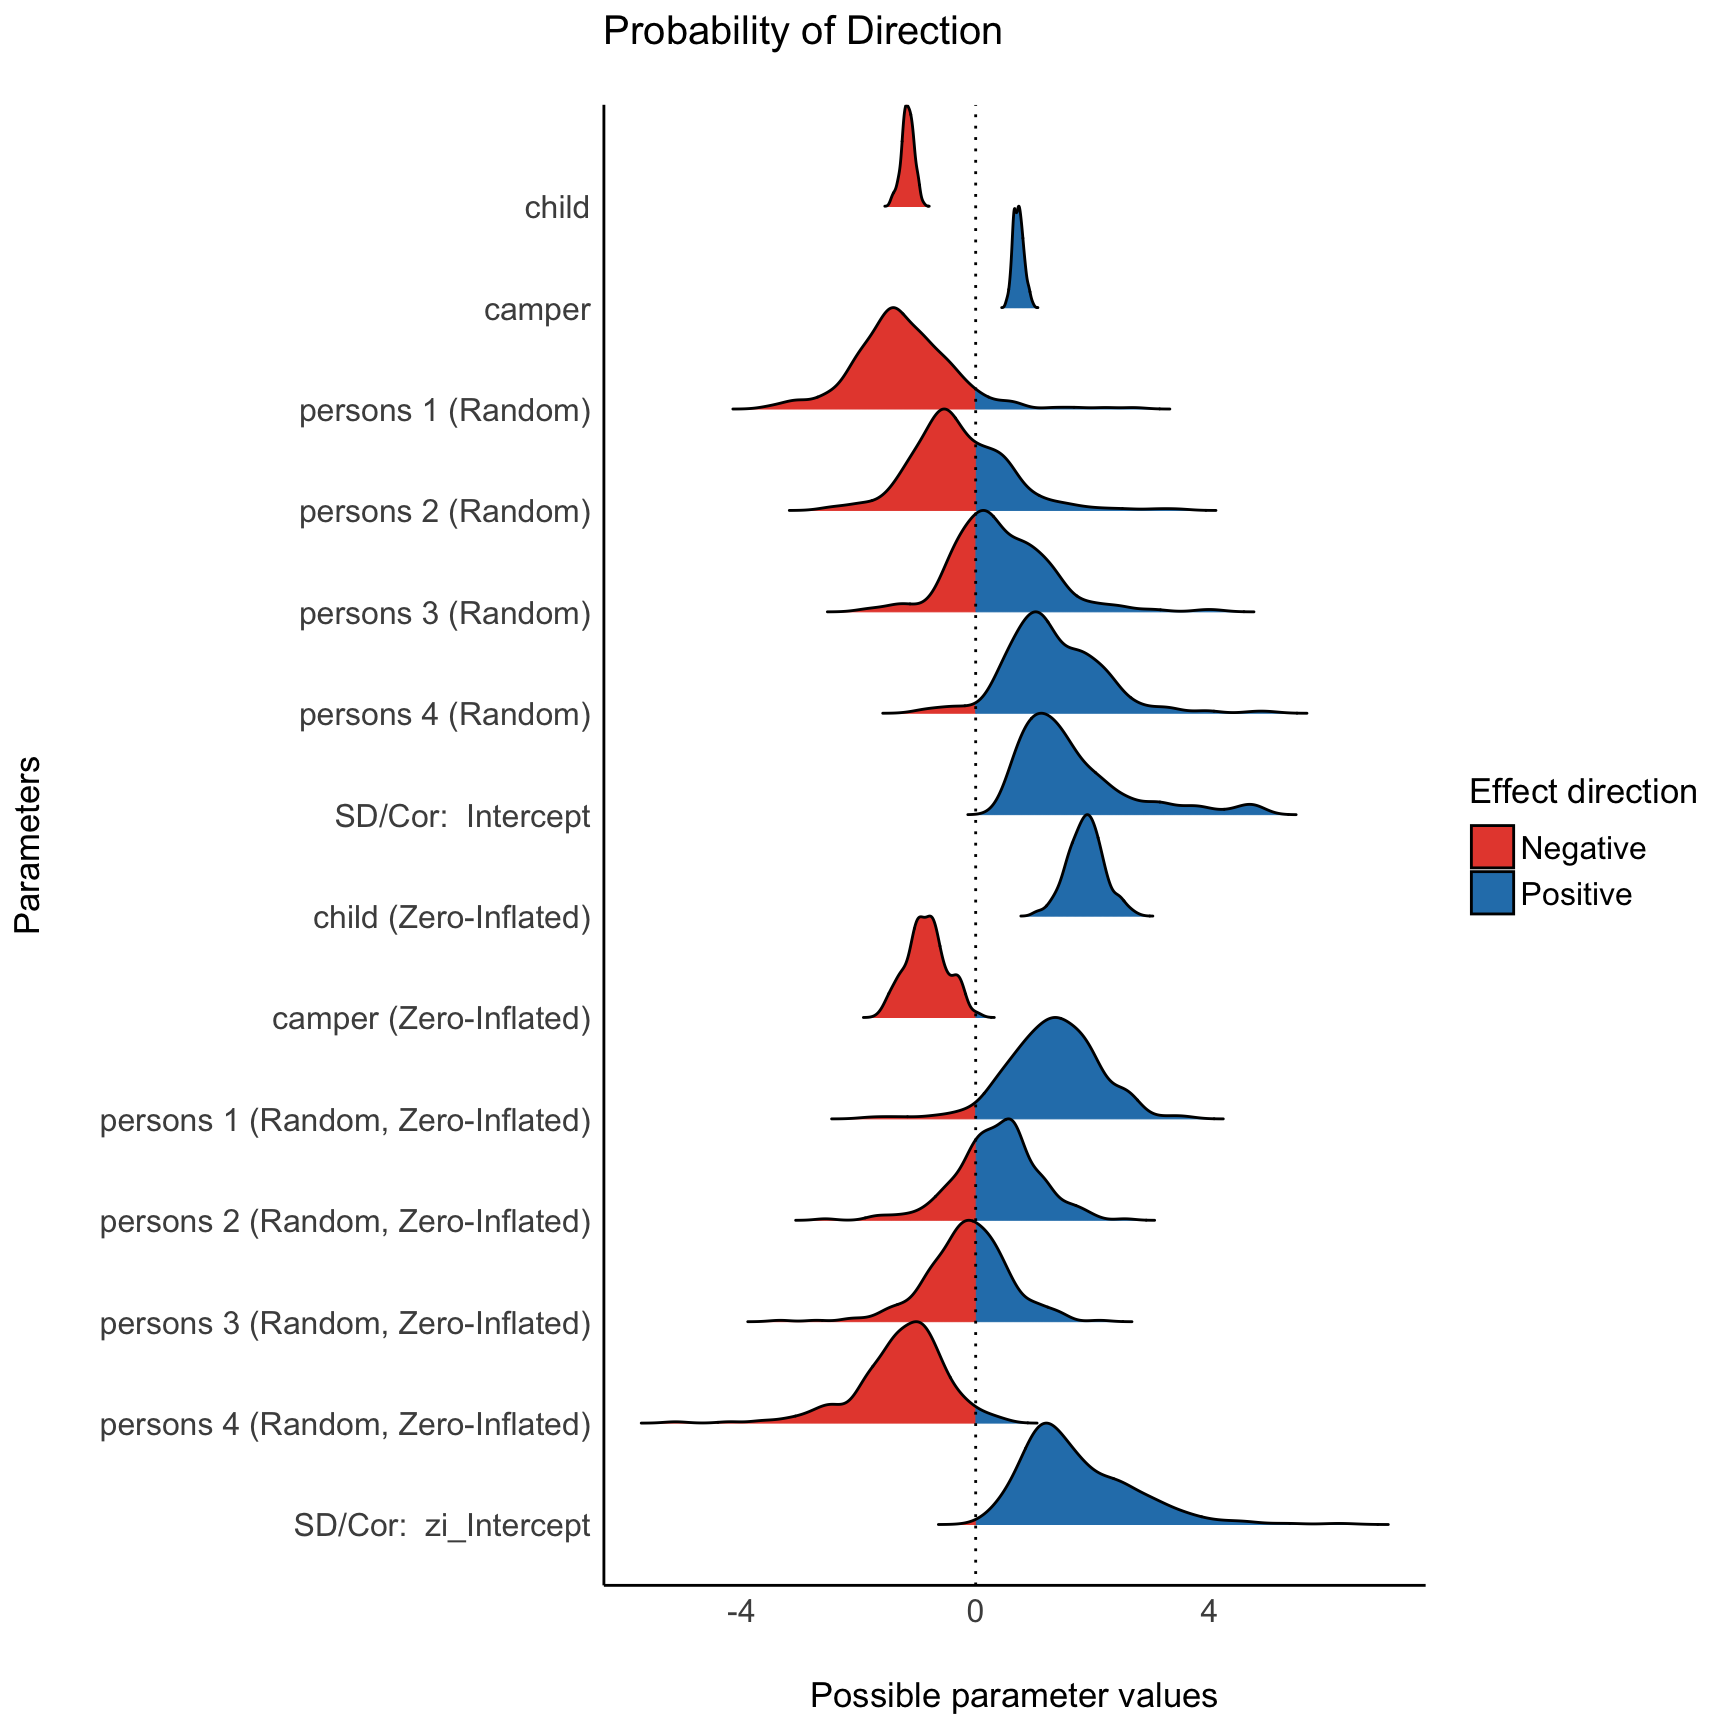 Probability of Direction
child
camper
persons 1 (Random)
persons 2 (Random)
persons 3 (Random)
persons 4 (Random)
SD/Cor:  Intercept
child (Zero-Inflated)
camper (Zero-Inflated)
persons 1 (Random, Zero-Inflated)
persons 2 (Random, Zero-Inflated)
persons 3 (Random, Zero-Inflated)
persons 4 (Random, Zero-Inflated)
SD/Cor:  zi_Intercept
Parameters
-4 0 4
Possible parameter values
Effect direction
Negative
Positive